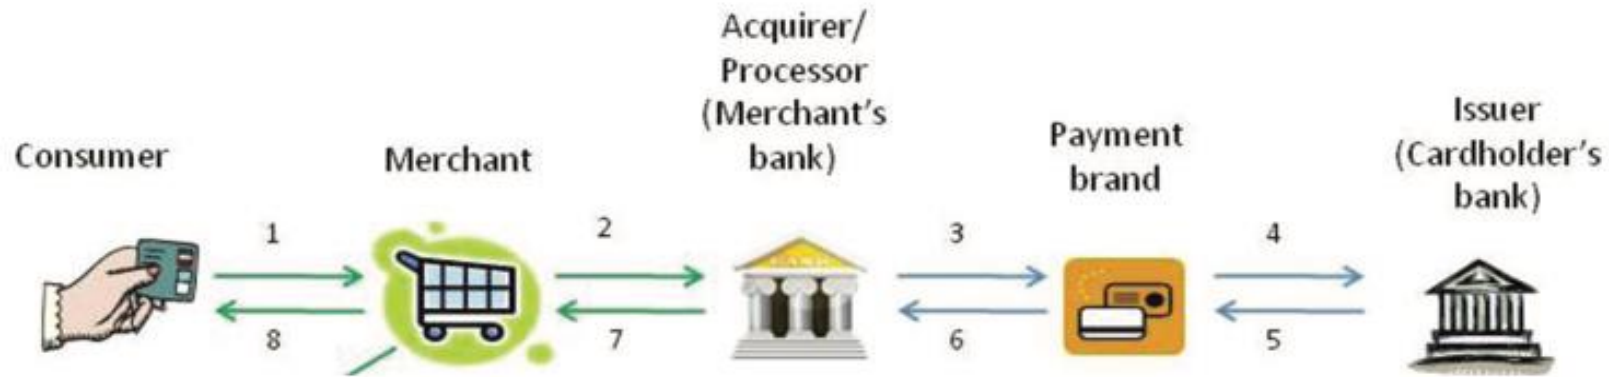 Consumer
Merchant
Acquirer/
Processor
(Merchant's
bank)
Payment
brand
Issuer
(Cardholder's
bank)
1
2
3
4
8
7
6
5